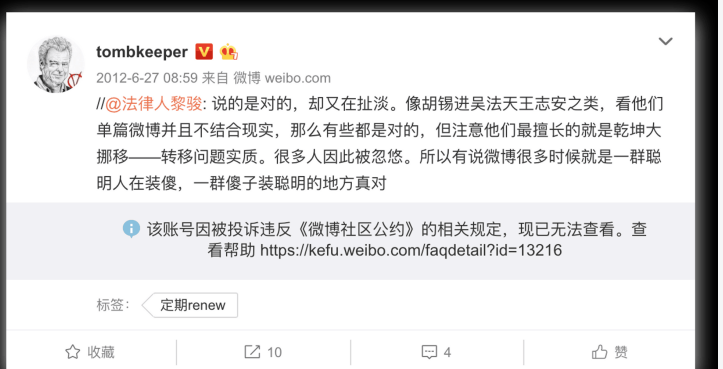 tombkeeper
2012-6-27 08:59 来自 微博 weibo.com
//@法律人黎骏: 说的是对的，却又在扯淡。像胡锡进吴法天王志安之类，看他们
单篇微博并且不结合现实，那么有些都是对的，但注意他们最擅长的就是乾坤大
挪移——转移问题实质。很多人因此被忽悠。所以有说微博很多时候就是一群聪
明人在装傻，一群傻子装聪明的地方真对
该账号因被投诉违反《微博社区公约》的相关规定，现已无法查看。查
看帮助 https://kefu.weibo.com/faqdetail?id=13216
标签： 定期renew
收藏 10 4 赞